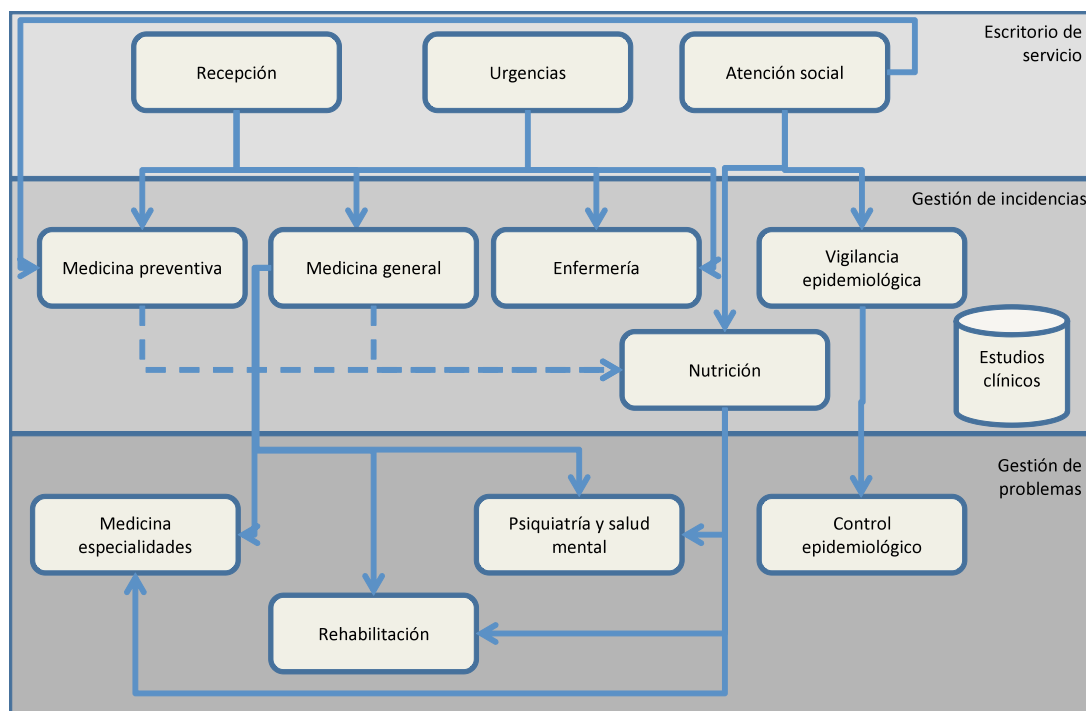 Escritorio de
servicio
Recepción
Urgencias
Atención social
Gestión de incidencias
Medicina preventiva
Medicina general
Enfermería
Vigilancia
epidemiológica
Nutrición
Estudios
clínicos
Gestión de
problemas
Medicina
especialidades
Psiquiatría y salud
mental
Control
epidemiológico
Rehabilitación